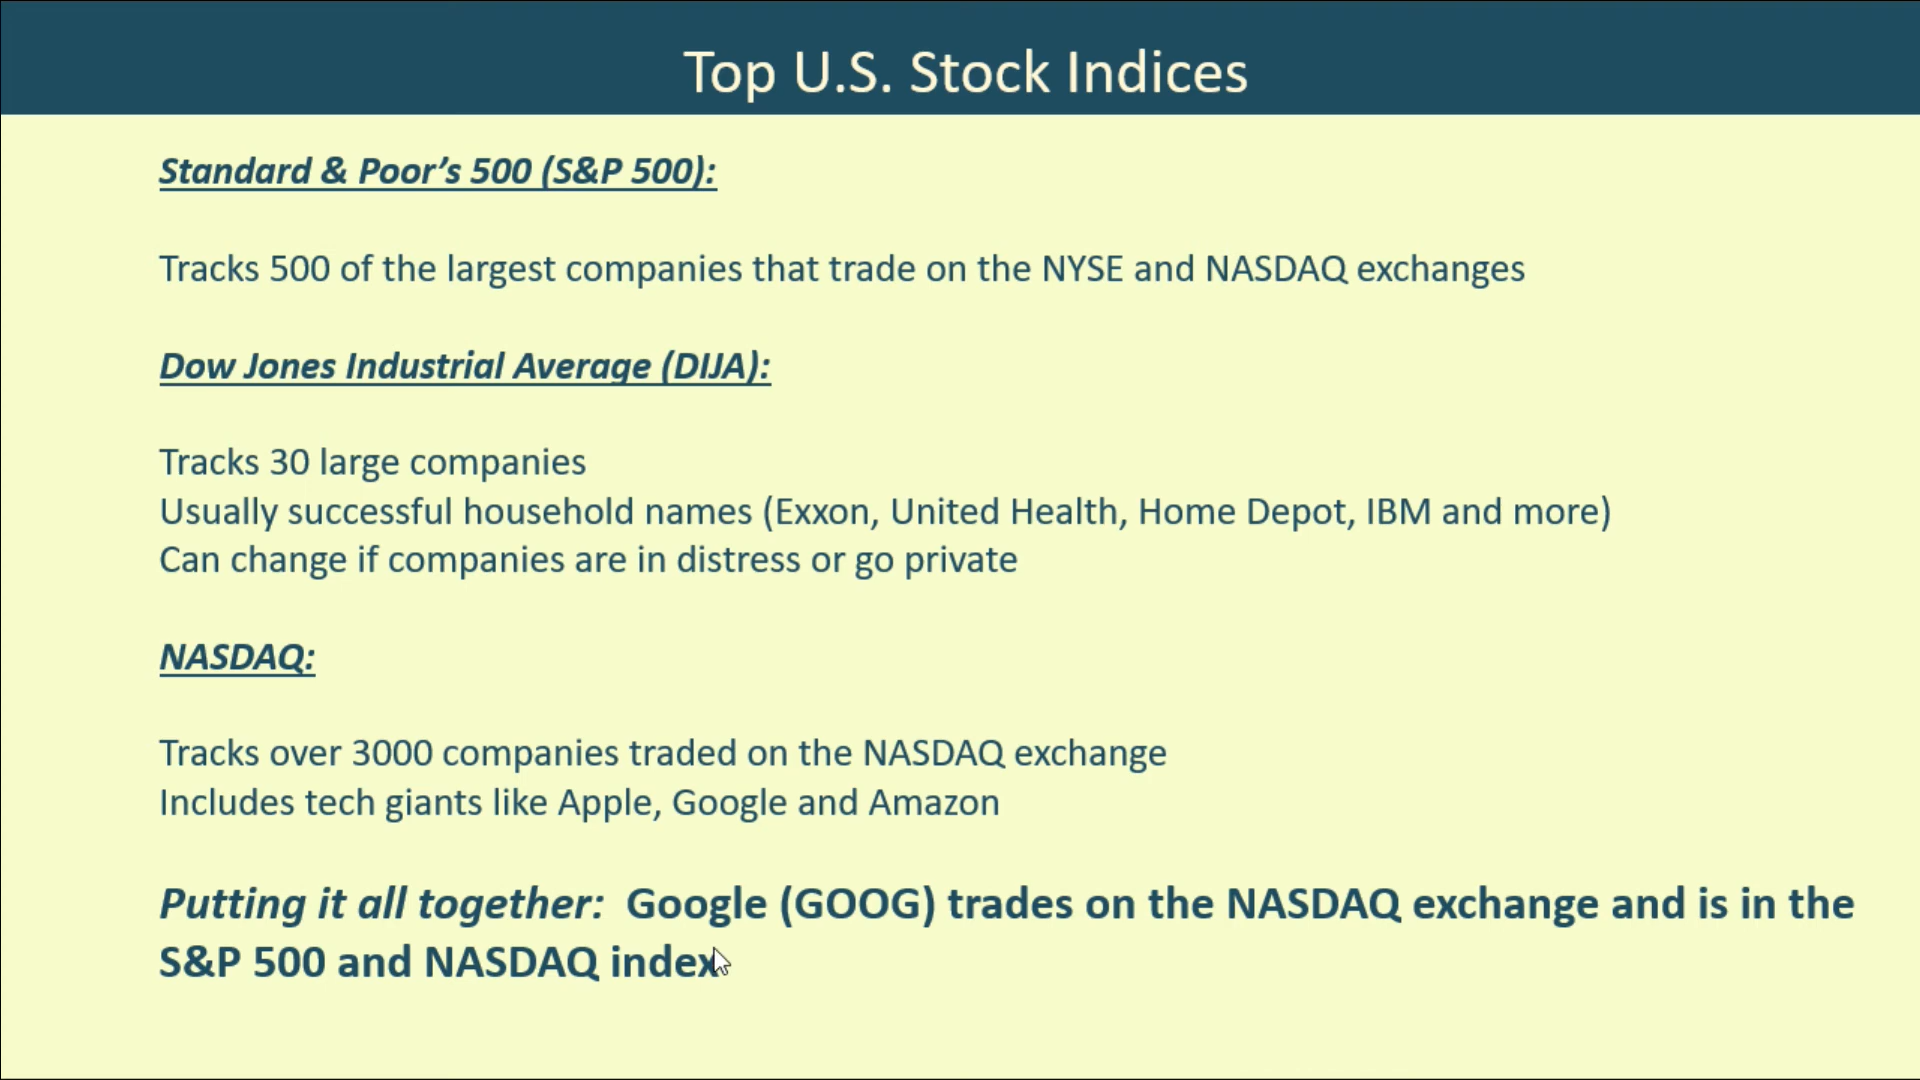 Top U.S. Stock Indices
Standard & Poor’s 500 (S&P 500):
Tracks 500 of the largest companies that trade on the NYSE and NASDAQ exchanges
Dow Jones Industrial Average (DIJA):
Tracks 30 large companies
Usually successful household names (Exxon, United Health, Home Depot, IBM and more)
Can change if companies are in distress or go private
NASDAQ:
Tracks over 3000 companies traded on the NASDAQ exchange
Includes tech giants like Apple, Google and Amazon
Putting it all together:  Google (GOOG) trades on the NASDAQ exchange and is in the
S&P 500 and NASDAQ index